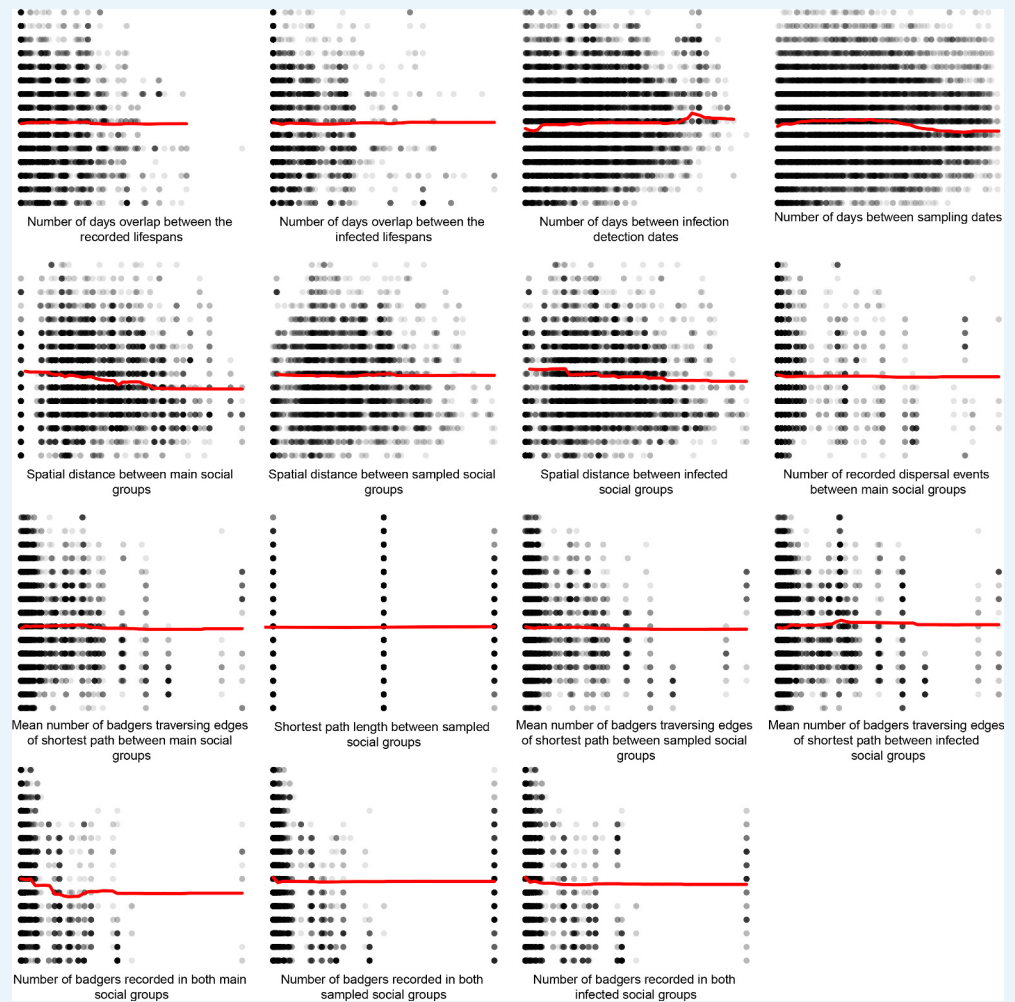 Number of days overlap between the
recorded lifespans
Number of days overlap between the
infected lifespans
Number of days between infection
detection dates
Number of days between sampling dates
Spatial distance between main social
groups
Spatial distance between sampled social
groups
Spatial distance between infected
social groups
Number of recorded dispersal events
between main social groups
Mean number of badgers traversing edges
of shortest path between main social
groups
Shortest path length between sampled
social groups
Mean number of badgers traversing edges
of shortest path between sampled social
groups
Mean number of badgers traversing edges
of shortest path between infected
social groups
Number of badgers recorded in both main
social groups
Number of badgers recorded in both
sampled social groups
Number of badgers recorded in both
infected social groups